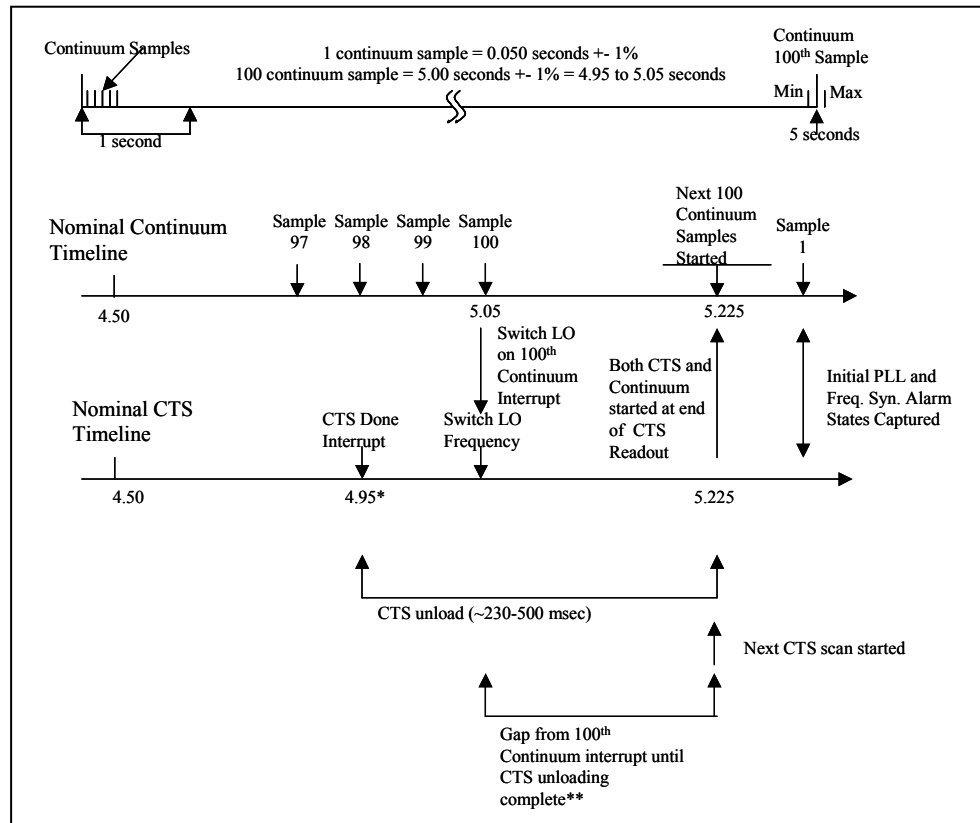 Continuum Samples
1 continuum sample = 0.050 seconds +- 1%
100 continuum sample = 5.00 seconds +- 1% = 4.95 to 5.05 seconds
Continuum
100th
Sample
Min
Max
1 second
5 seconds
Nominal Continuum
Timeline
Sample
97
Sample
98
Sample
99
Sample
100
Next 100
Continuum
Samples
Started
Sample
1
4.50
5.05
5.225
Switch LO
on 100th
Continuum
Interrupt
Both CTS and
Continuum
started at end
of CTS
Readout
Initial PLL and
Freq. Syn. Alarm
States Captured
Nominal CTS
Timeline
CTS Done
Interrupt
Switch LO
Frequency
4.50
4.95*
5.225
CTS unload (~230-500 msec)
Next CTS scan started
Gap from 100th
Continuum interrupt until
CTS unloading
complete**